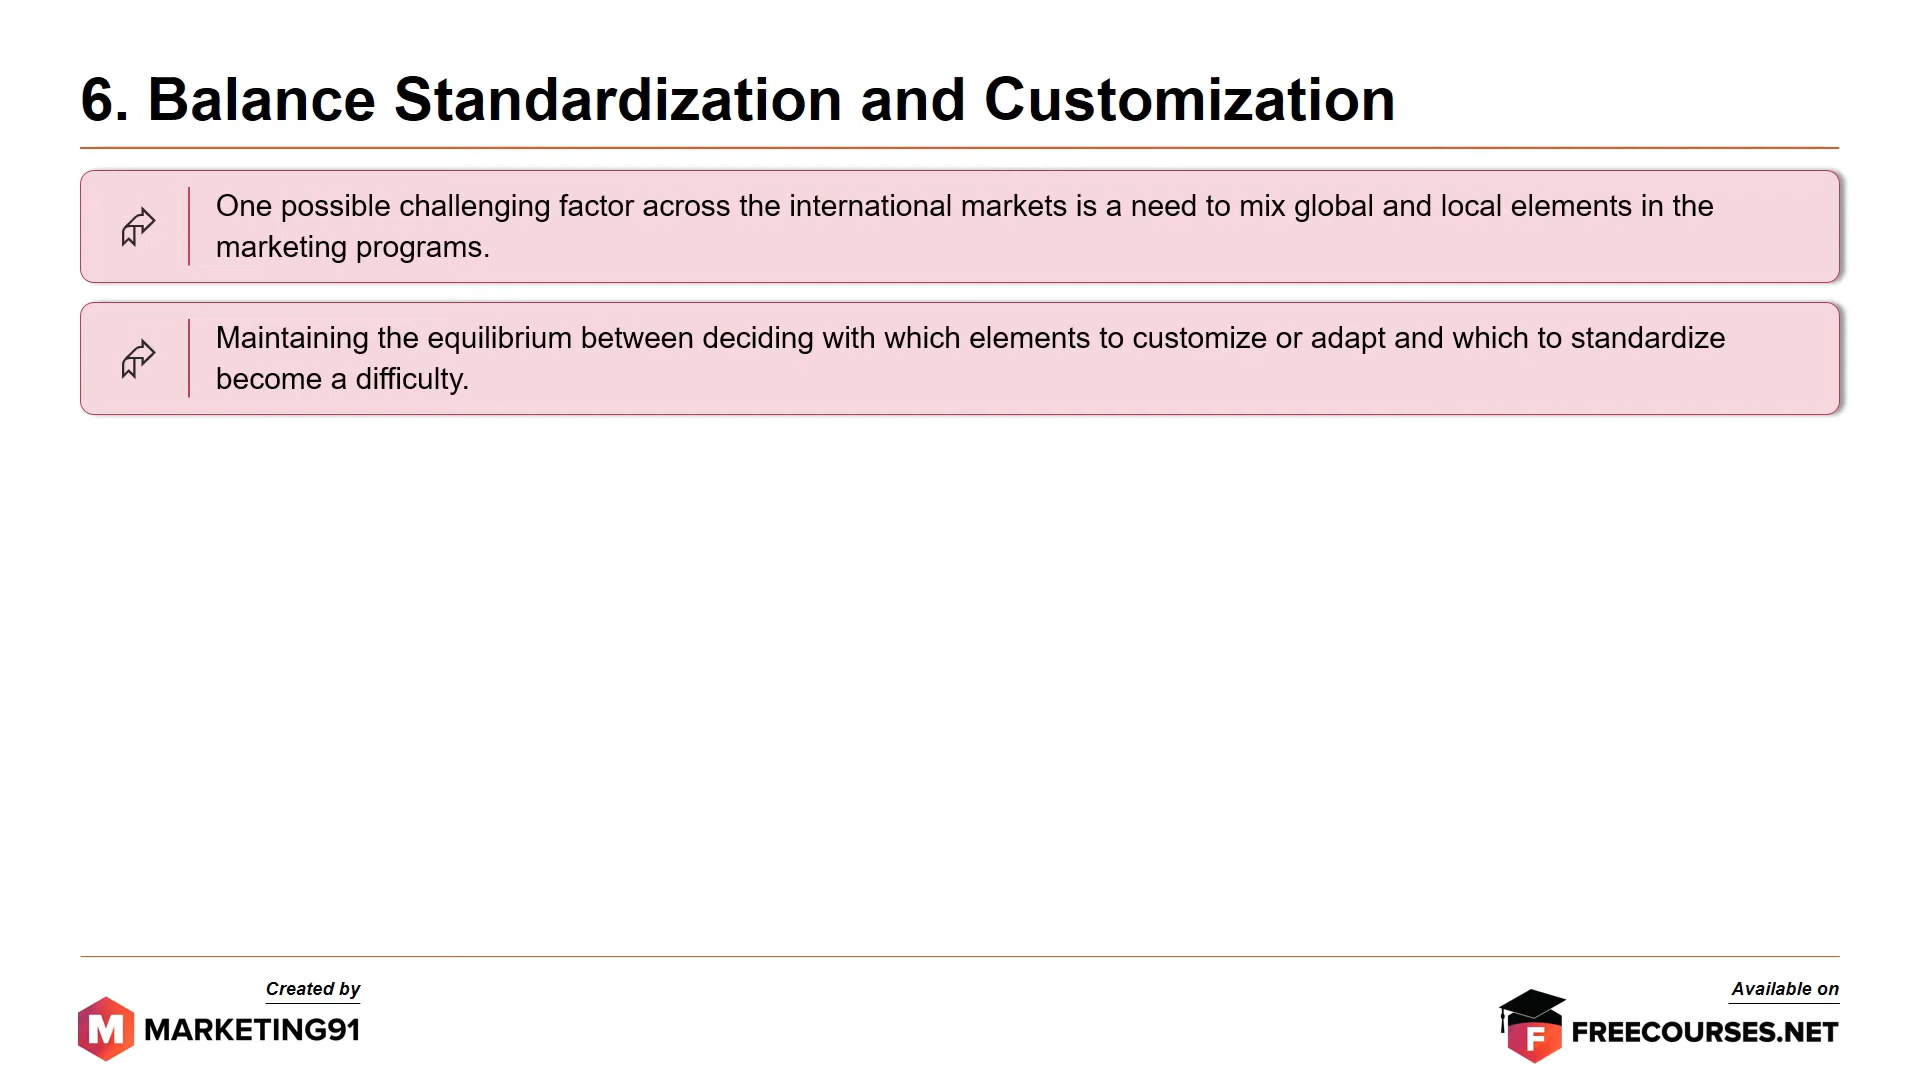 6. Balance Standardization and Customization
One possible challenging factor across the international markets is a need to mix global and local elements in the
marketing programs.
Maintaining the equilibrium between deciding with which elements to customize or adapt and which to standardize
become a difficulty.
Created by
M MARKETING91
Available on
F FREECOURSES.NET